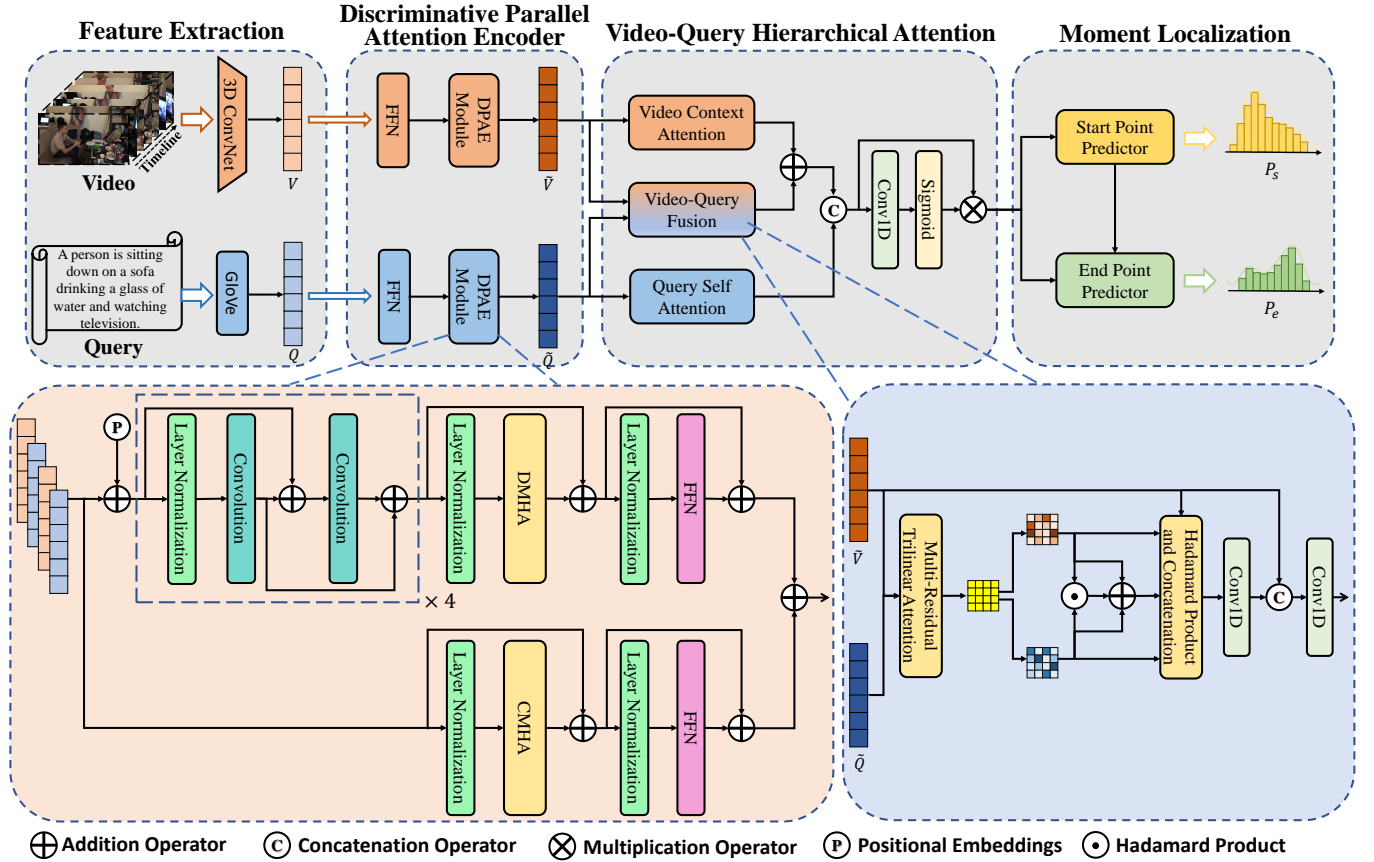 Feature Extraction
Discriminative Parallel
Attention Encoder
Video-Query Hierarchical Attention
Moment Localization
Timeline
Video
3D ConvNet
V
FFN
DPAE
Module
Ṽ
Video Context
Attention
Video-Query
Fusion
Query Self
Attention
C
Conv1D
Sigmoid
Start Point
Predictor
P_s
End Point
Predictor
P_e
A person is sitting
down on a sofa
drinking a glass of
water and watching
television.
Query
GloVe
Q
FFN
DPAE
Module
Q̃
P
Layer Normalization
Convolution
Convolution
× 4
Layer Normalization
DMHA
Layer Normalization
FFN
Layer Normalization
CMHA
Layer Normalization
FFN
Ṽ
Q̃
Multi-Residual
Trilinear Attention
Hadamard Product
and Concatenation
Conv1D
C
Conv1D
Addition Operator
C Concatenation Operator
Multiplication Operator
P Positional Embeddings
Hadamard Product